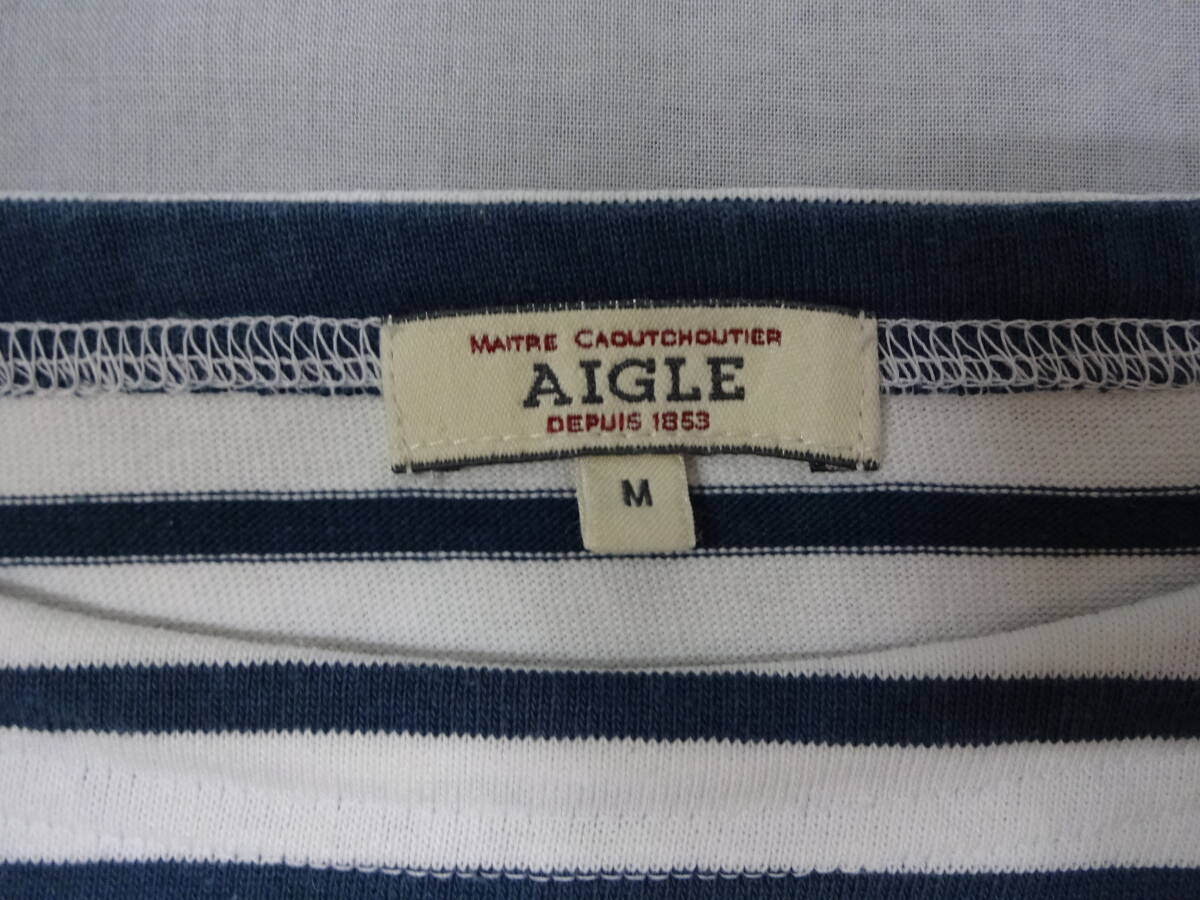 MAITRE CAOUTCHOUTIER
AIGLE
DEPUIS 1853
M